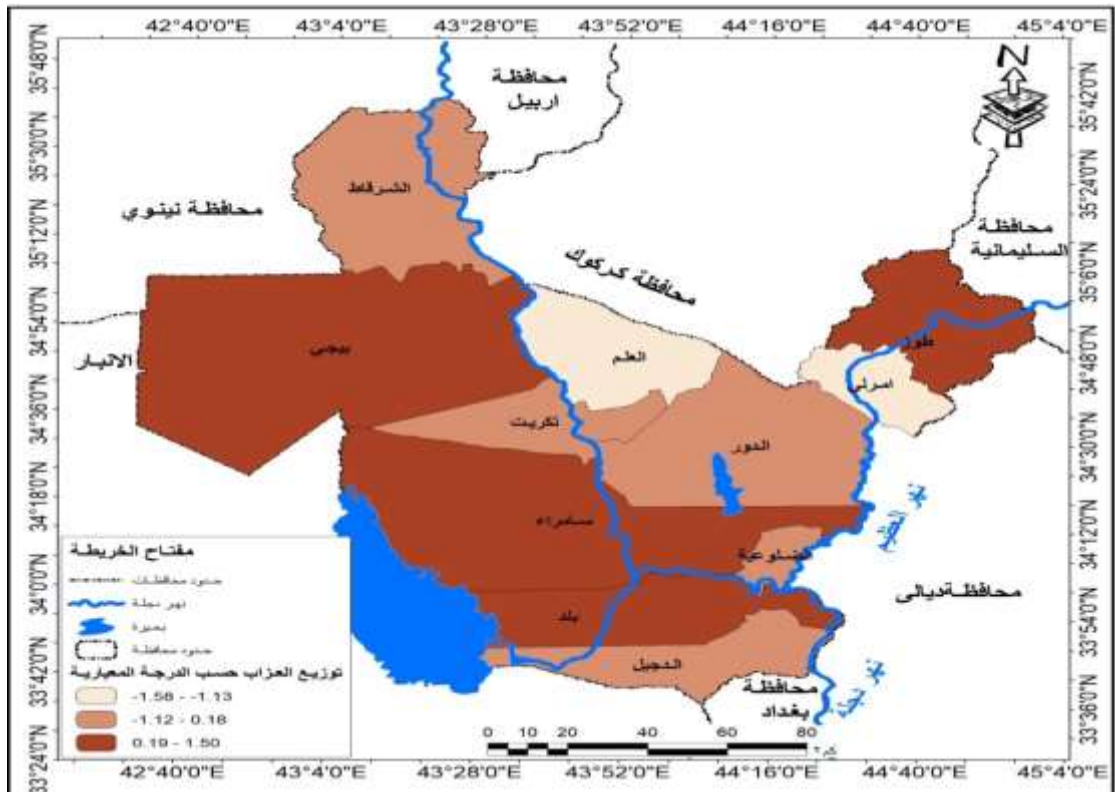 42°40'0"E 43°4'0"E 43°28'0"E 43°52'0"E 44°16'0"E 44°40'0"E 45°4'0"E
35°48'0"N
35°30'0"N
35°12'0"N
34°54'0"N
34°36'0"N
34°18'0"N
34°0'0"N
33°42'0"N
33°24'0"N
35°42'0"N
35°24'0"N
35°6'0"N
34°48'0"N
34°30'0"N
34°12'0"N
33°54'0"N
33°36'0"N
N
محافظة
اربيل
الشرقاط
محافظة نينوي
محافظة
السليمانية
محافظة كركوك
طوز
العلم
بيجي
الانبار
امرلي
تكريت
الدور
سامراء
الضلوعية
نهر العظيم
محافظة ديالى
بلد
الدجيل
محافظة
بغداد
نهر دجلة
مفتاح الخريطة
حدود محافظات
نهر دجلة
بحيرة
حدود محافظة
توزيع العزاب حسب الدرجة المعيارية
-1.58 - -1.13
-1.12 - 0.18
0.19 - 1.50
0 10 20 40 60 80
كم
42°40'0"E 43°4'0"E 43°28'0"E 43°52'0"E 44°16'0"E 44°40'0"E 45°4'0"E